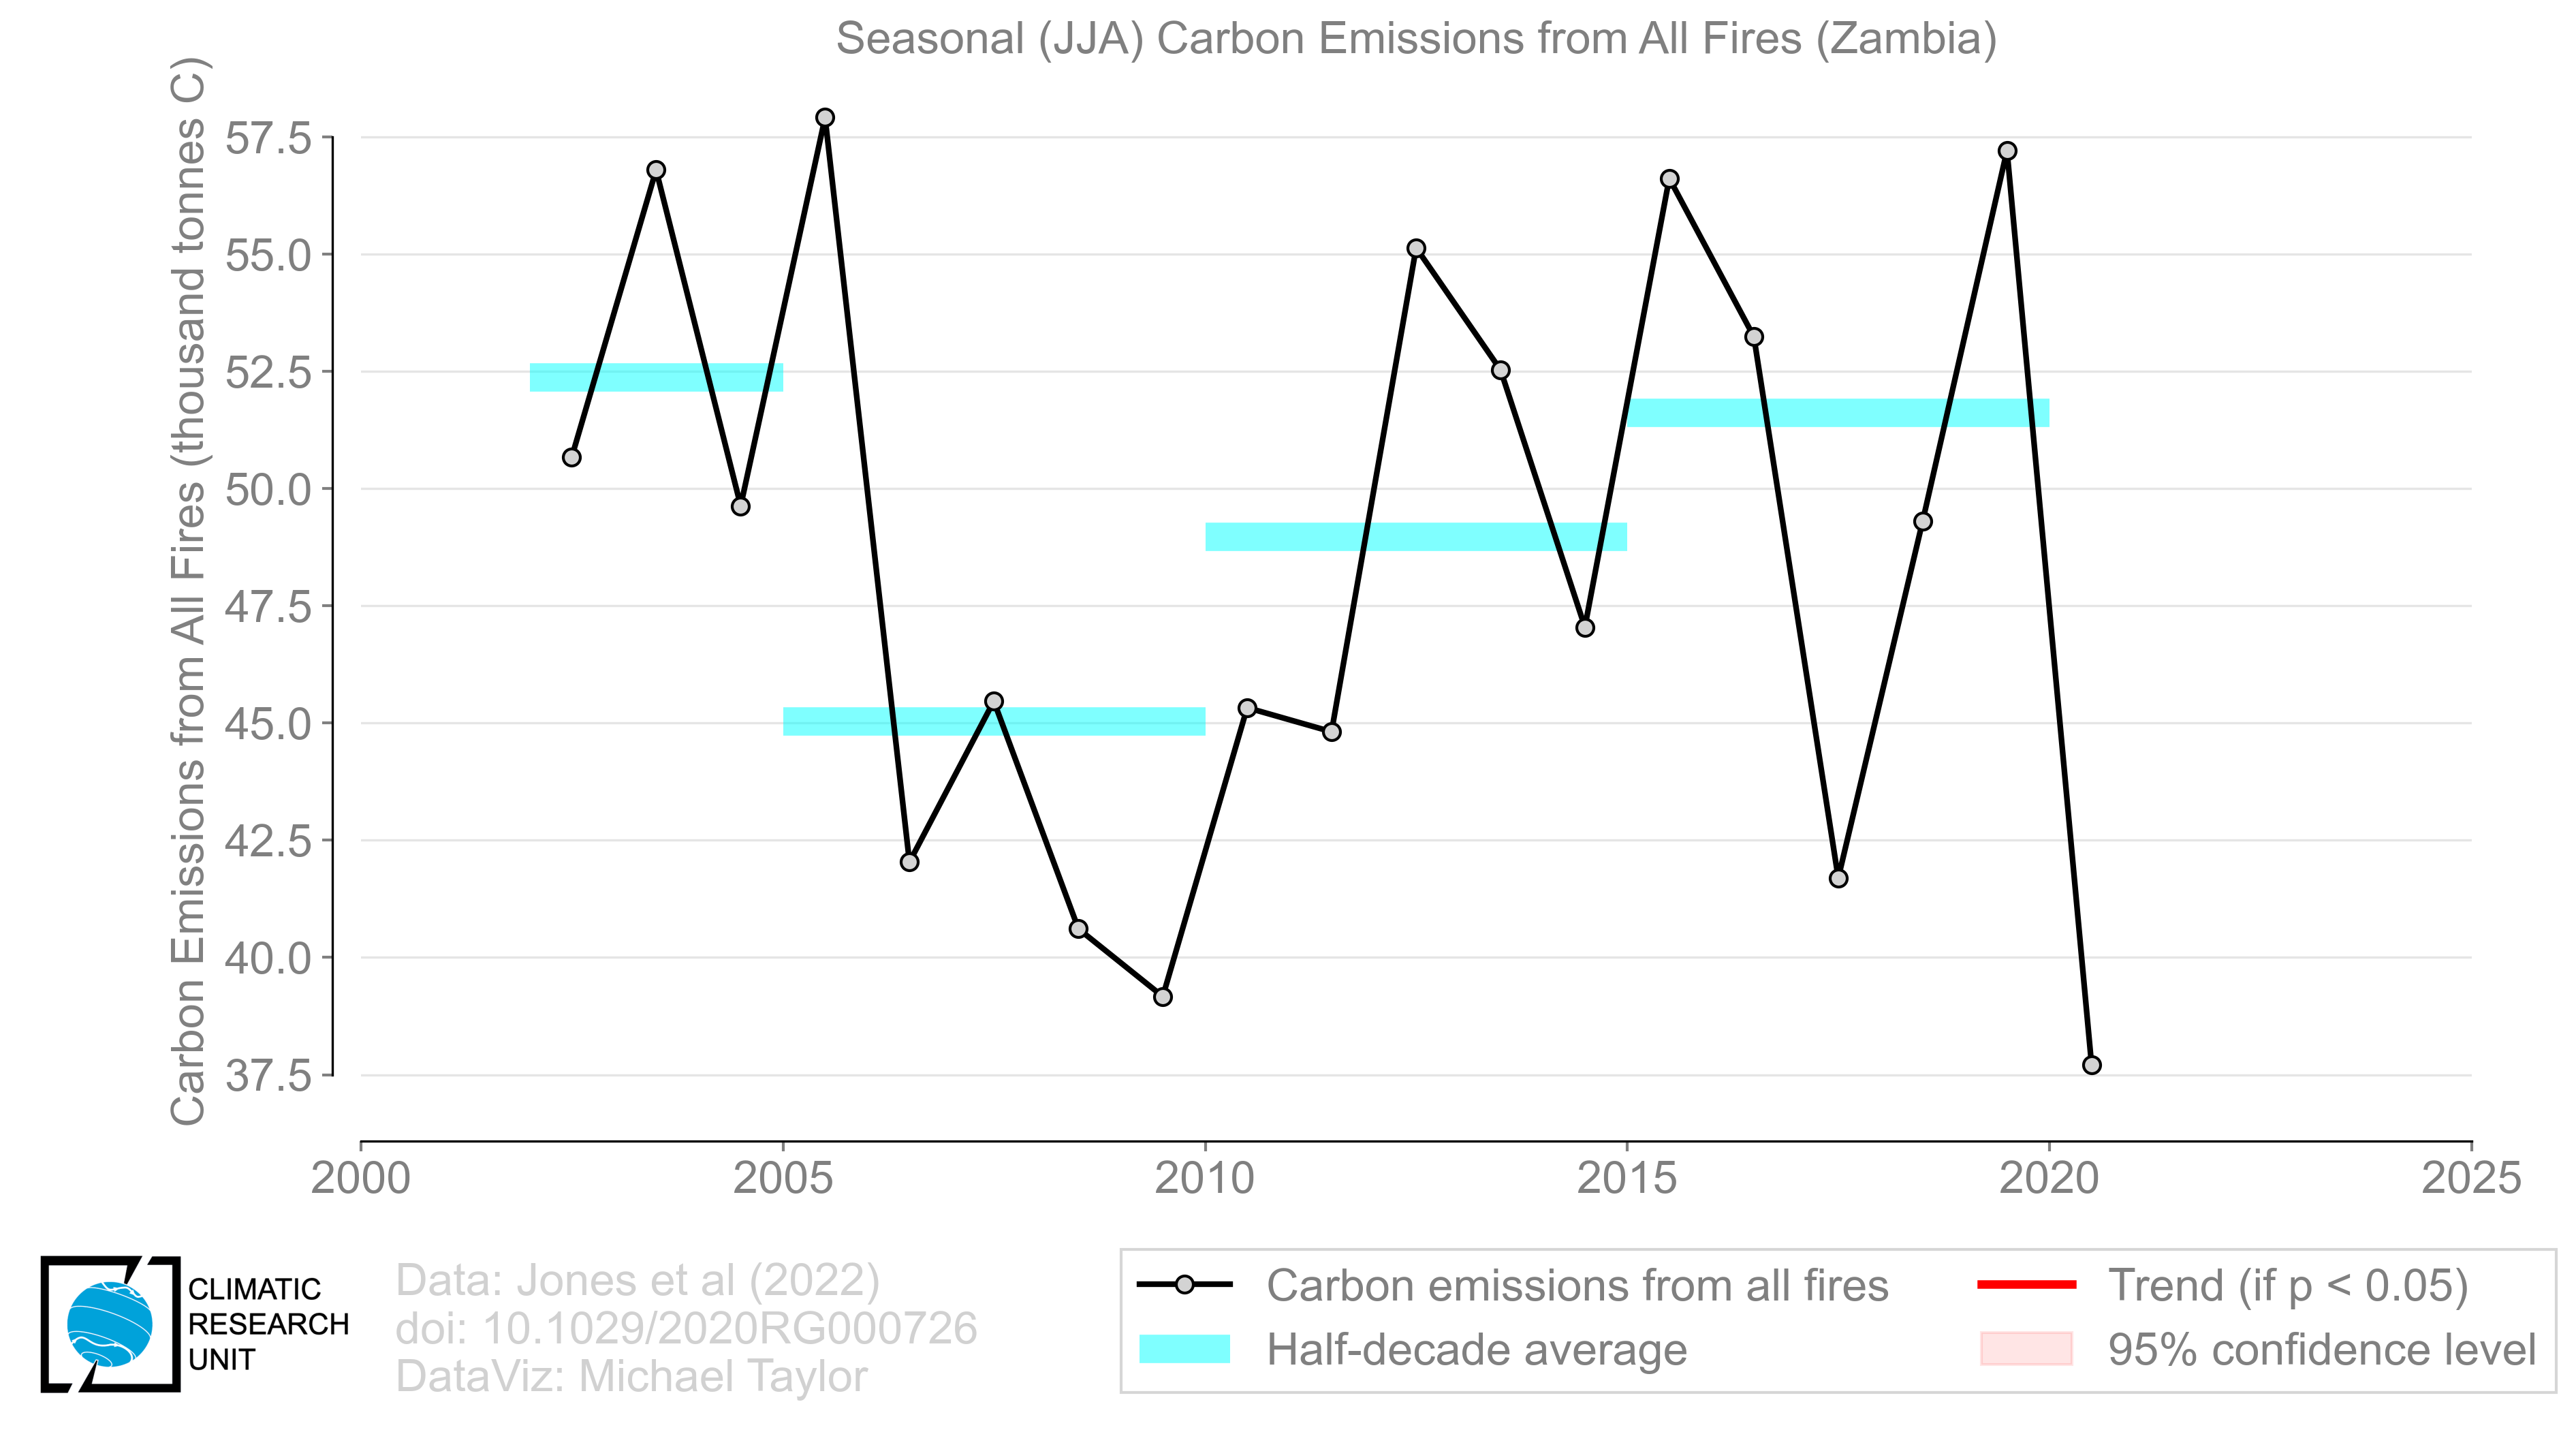 Seasonal (JJA) Carbon Emissions from All Fires (Zambia)
Carbon Emissions from All Fires (thousand tonnes C)
57.5
55.0
52.5
50.0
47.5
45.0
42.5
40.0
37.5
2000 2005 2010 2015 2020 2025
CLIMATIC
RESEARCH
UNIT
Data: Jones et al (2022)
doi: 10.1029/2020RG000726
DataViz: Michael Taylor
Carbon emissions from all fires
Half-decade average
Trend (if p < 0.05)
95% confidence level